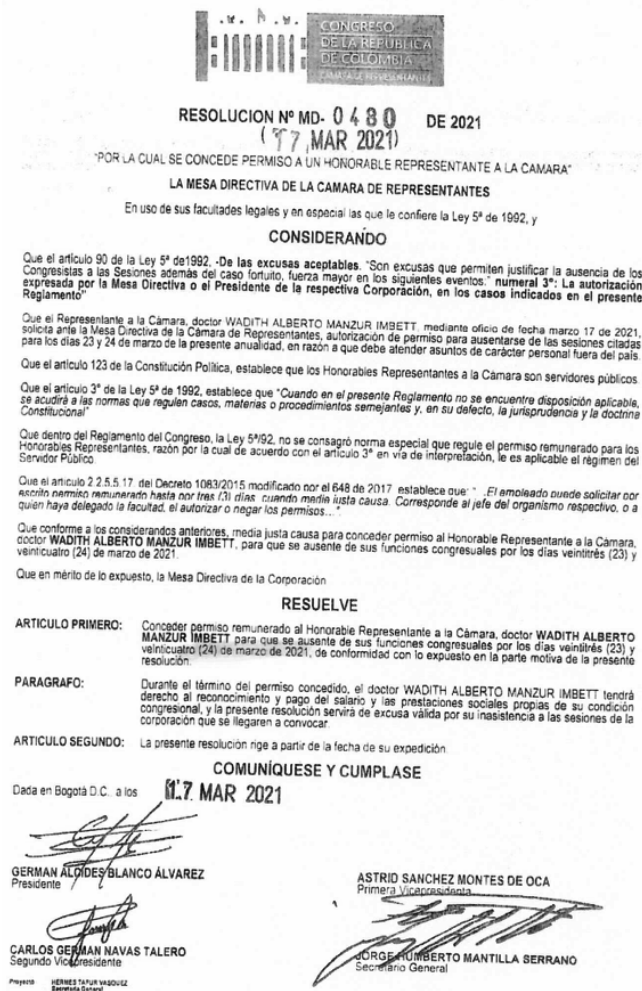 CONGRESO
DE LA REPÚBLICA
DE COLOMBIA
CÁMARA DE REPRESENTANTES
RESOLUCION Nº MD- 0480 DE 2021
(17 MAR 2021)
"POR LA CUAL SE CONCEDE PERMISO A UN HONORABLE REPRESENTANTE A LA CAMARA"
LA MESA DIRECTIVA DE LA CAMARA DE REPRESENTANTES
En uso de sus facultades legales y en especial las que le confiere la Ley 5ª de 1992, y
CONSIDERANDO
Que el artículo 90 de la Ley 5ª de1992, -De las excusas aceptables. "Son excusas que permiten justificar la ausencia de los
Congresistas a las Sesiones además del caso fortuito, fuerza mayor en los siguientes eventos:" numeral 3º: La autorización
expresada por la Mesa Directiva o el Presidente de la respectiva Corporación, en los casos indicados en el presente
Reglamento"
Que el Representante a la Cámara, doctor WADITH ALBERTO MANZUR IMBETT, mediante oficio de fecha marzo 17 de 2021,
solicita ante la Mesa Directiva de la Cámara de Representantes, autorización de permiso para ausentarse de las sesiones citadas
para los días 23 y 24 de marzo de la presente anualidad, en razón a que debe atender asuntos de carácter personal fuera del país.
Que el artículo 123 de la Constitución Política, establece que los Honorables Representantes a la Cámara son servidores públicos.
Que el artículo 3º de la Ley 5ª de 1992, establece que "Cuando en el presente Reglamento no se encuentre disposición aplicable,
se acudirá a las normas que regulen casos, materias o procedimientos semejantes y, en su defecto, la jurisprudencia y la doctrina
Constitucional"
Que dentro del Reglamento del Congreso, la Ley 5ª/92, no se consagró norma especial que regule el permiso remunerado para los
Honorables Representantes, razón por la cual de acuerdo con el artículo 3º en vía de interpretación, le es aplicable el régimen del
Servidor Público.
Que el artículo 2.2.5.5.17. del Decreto 1083/2015 modificado por el 648 de 2017 establece que: " .El empleado puede solicitar por
escrito permiso remunerado hasta por tres (3) días, cuando medie justa causa. Corresponde al jefe del organismo respectivo, o a
quien haya delegado la facultad, el autorizar o negar los permisos..."
Que conforme a los considerandos anteriores, media justa causa para conceder permiso al Honorable Representante a la Cámara,
doctor WADITH ALBERTO MANZUR IMBETT, para que se ausente de sus funciones congresuales por los días veintitrés (23) y
veinticuatro (24) de marzo de 2021.
Que en mérito de lo expuesto, la Mesa Directiva de la Corporación
RESUELVE
ARTICULO PRIMERO: Conceder permiso remunerado al Honorable Representante a la Cámara, doctor WADITH ALBERTO
MANZUR IMBETT para que se ausente de sus funciones congresuales por los días veintitrés (23) y
veinticuatro (24) de marzo de 2021, de conformidad con lo expuesto en la parte motiva de la presente
resolución.
PARAGRAFO: Durante el término del permiso concedido, el doctor WADITH ALBERTO MANZUR IMBETT tendrá
derecho al reconocimiento y pago del salario y las prestaciones sociales propias de su condición
congresional, y la presente resolución servirá de excusa válida por su inasistencia a las sesiones de la
corporación que se llegaren a convocar.
ARTICULO SEGUNDO: La presente resolución rige a partir de la fecha de su expedición
COMUNÍQUESE Y CUMPLASE
Dada en Bogotá D.C. a los 17 MAR 2021
GERMAN ALCIDES BLANCO ÁLVAREZ
Presidente
ASTRID SANCHEZ MONTES DE OCA
Primera Vicepresidenta
CARLOS GERMAN NAVAS TALERO
Segundo Vicepresidente
JORGE HUMBERTO MANTILLA SERRANO
Secretario General
Proyectó HERMES TAFUR VASQUEZ
Secretaría General